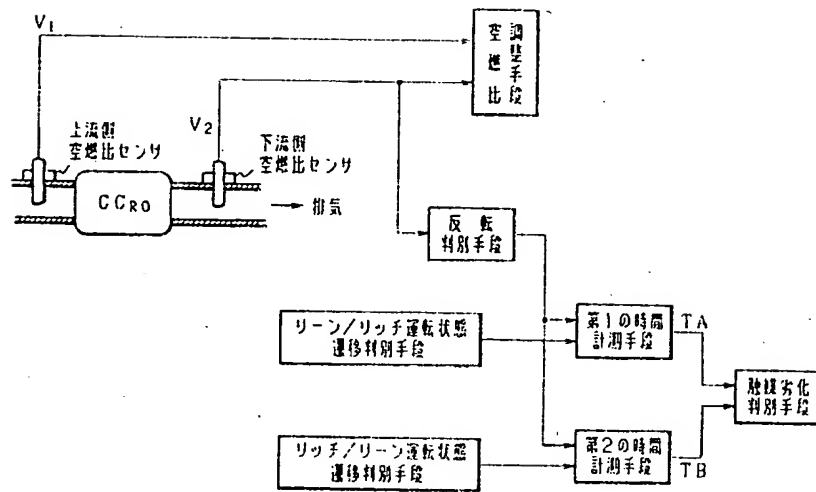 V1
空燃比
調整手段
V2
上流側
空燃比センサ
下流側
空燃比センサ
CCRO
排気
反転
判別手段
リーン/リッチ運転状態
遷移判別手段
第1の時間
計測手段
TA
触媒劣化
判別手段
リッチ/リーン運転状態
遷移判別手段
第2の時間
計測手段
TB